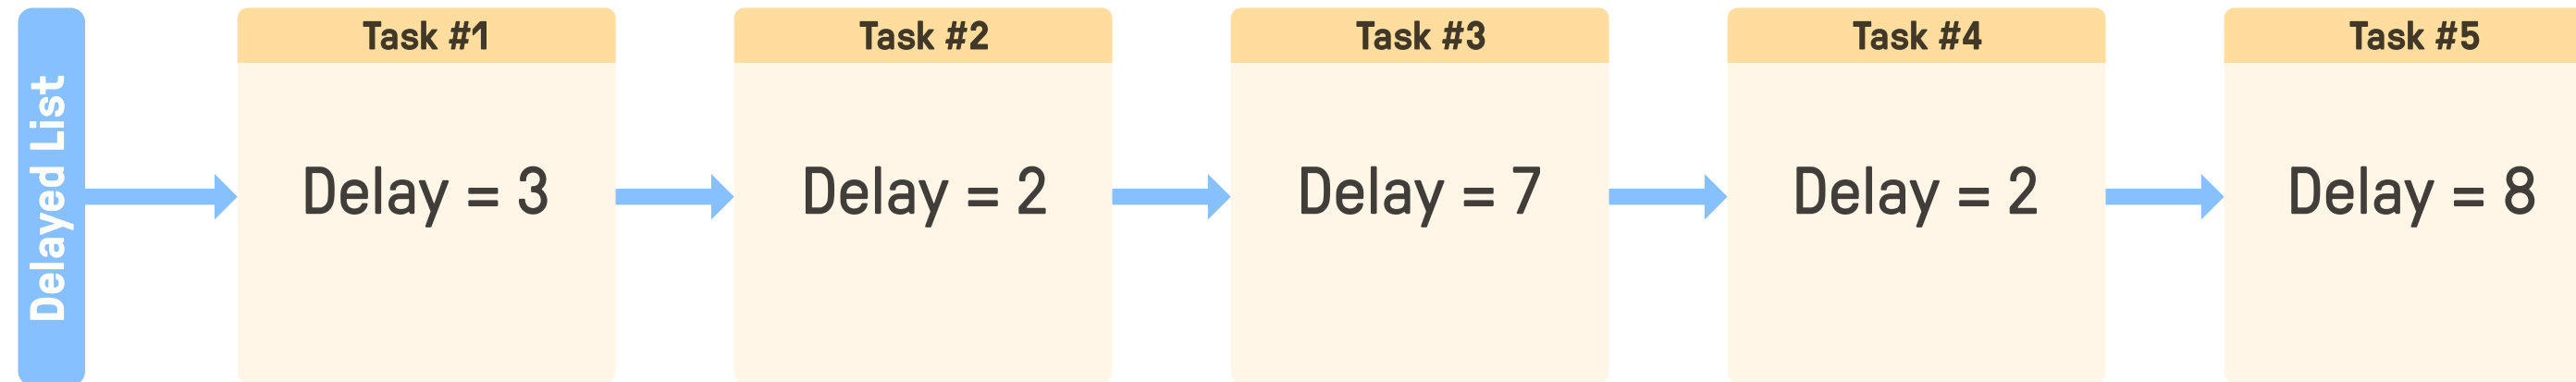 Delayed List
Task #1
Delay = 3
Task #2
Delay = 2
Task #3
Delay = 7
Task #4
Delay = 2
Task #5
Delay = 8